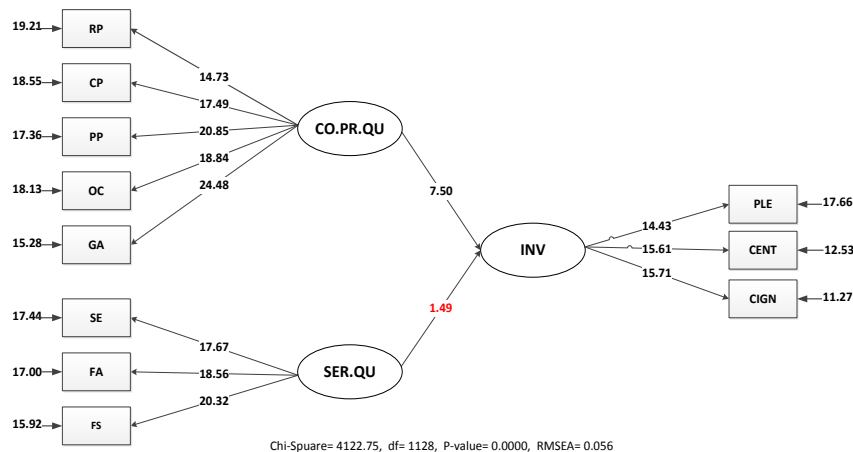 19.21 RP
14.73
18.55 CP
17.49
17.36 PP
20.85
CO.PR.QU
18.84
18.13 OC
24.48
7.50
15.28 GA
PLE 17.66
14.43
INV
15.61
CENT 12.53
15.71
CIGN 11.27
17.44 SE
1.49
17.67
17.00 FA
18.56
SER.QU
20.32
15.92 FS
Chi-Spuare= 4122.75, df= 1128, P-value= 0.0000, RMSEA= 0.056